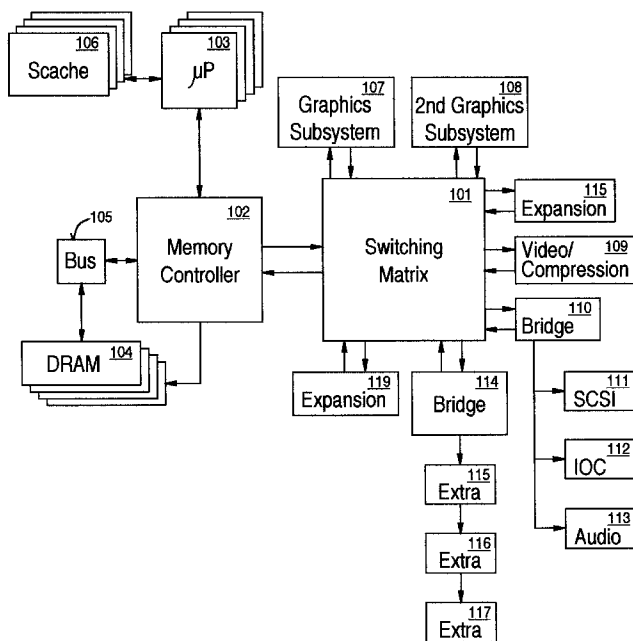 106
Scache
103
µP
107
Graphics
Subsystem
108
2nd Graphics
Subsystem
105
Bus
102
Memory
Controller
101
Switching
Matrix
115
Expansion
109
Video/
Compression
110
Bridge
104
DRAM
119
Expansion
114
Bridge
111
SCSI
112
IOC
113
Audio
115
Extra
116
Extra
117
Extra